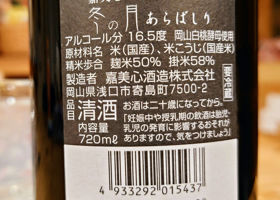 冬の月 あらばしり
アルコール分 16.5度 岡山白桃酵母使用
原材料名 米(国産)、米こうじ(国産米)
精米歩合 麹米50% 掛米58%
製造者 嘉美心酒造株式会社
岡山県浅口市寄島町7500-2
要冷蔵
品目 清酒
内容量 720ml
お酒は二十歳になってから。
「妊娠中や授乳期の飲酒は胎児・
乳児の発育に影響するおそれが
ありますので、気をつけましょう」
4 933292 015437